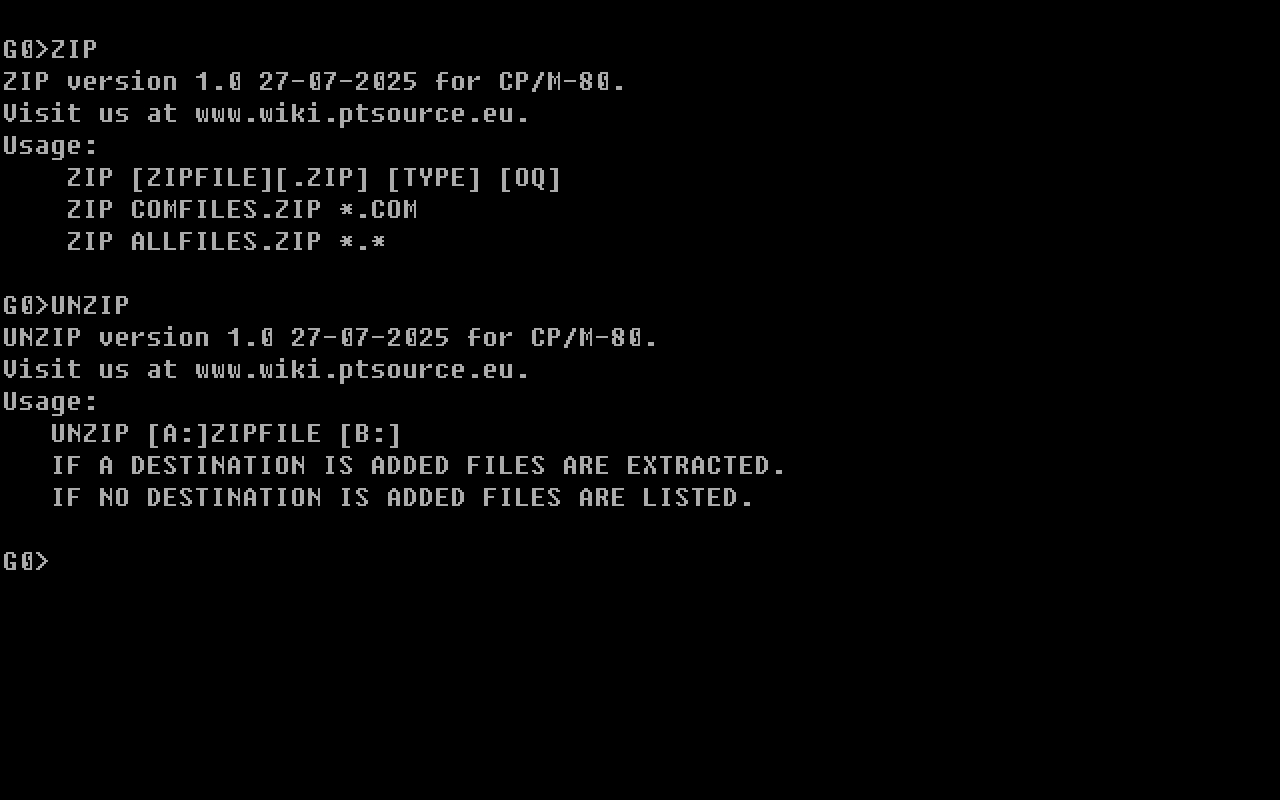 G0>ZIP
ZIP version 1.0 27-07-2025 for CP/M-80.
Visit us at www.wiki.ptsource.eu.
Usage:
    ZIP [ZIPFILE][.ZIP] [TYPE] [OQ]
    ZIP COMFILES.ZIP *.COM
    ZIP ALLFILES.ZIP *.*
G0>UNZIP
UNZIP version 1.0 27-07-2025 for CP/M-80.
Visit us at www.wiki.ptsource.eu.
Usage:
   UNZIP [A:]ZIPFILE [B:]
   IF A DESTINATION IS ADDED FILES ARE EXTRACTED.
   IF NO DESTINATION IS ADDED FILES ARE LISTED.
G0>